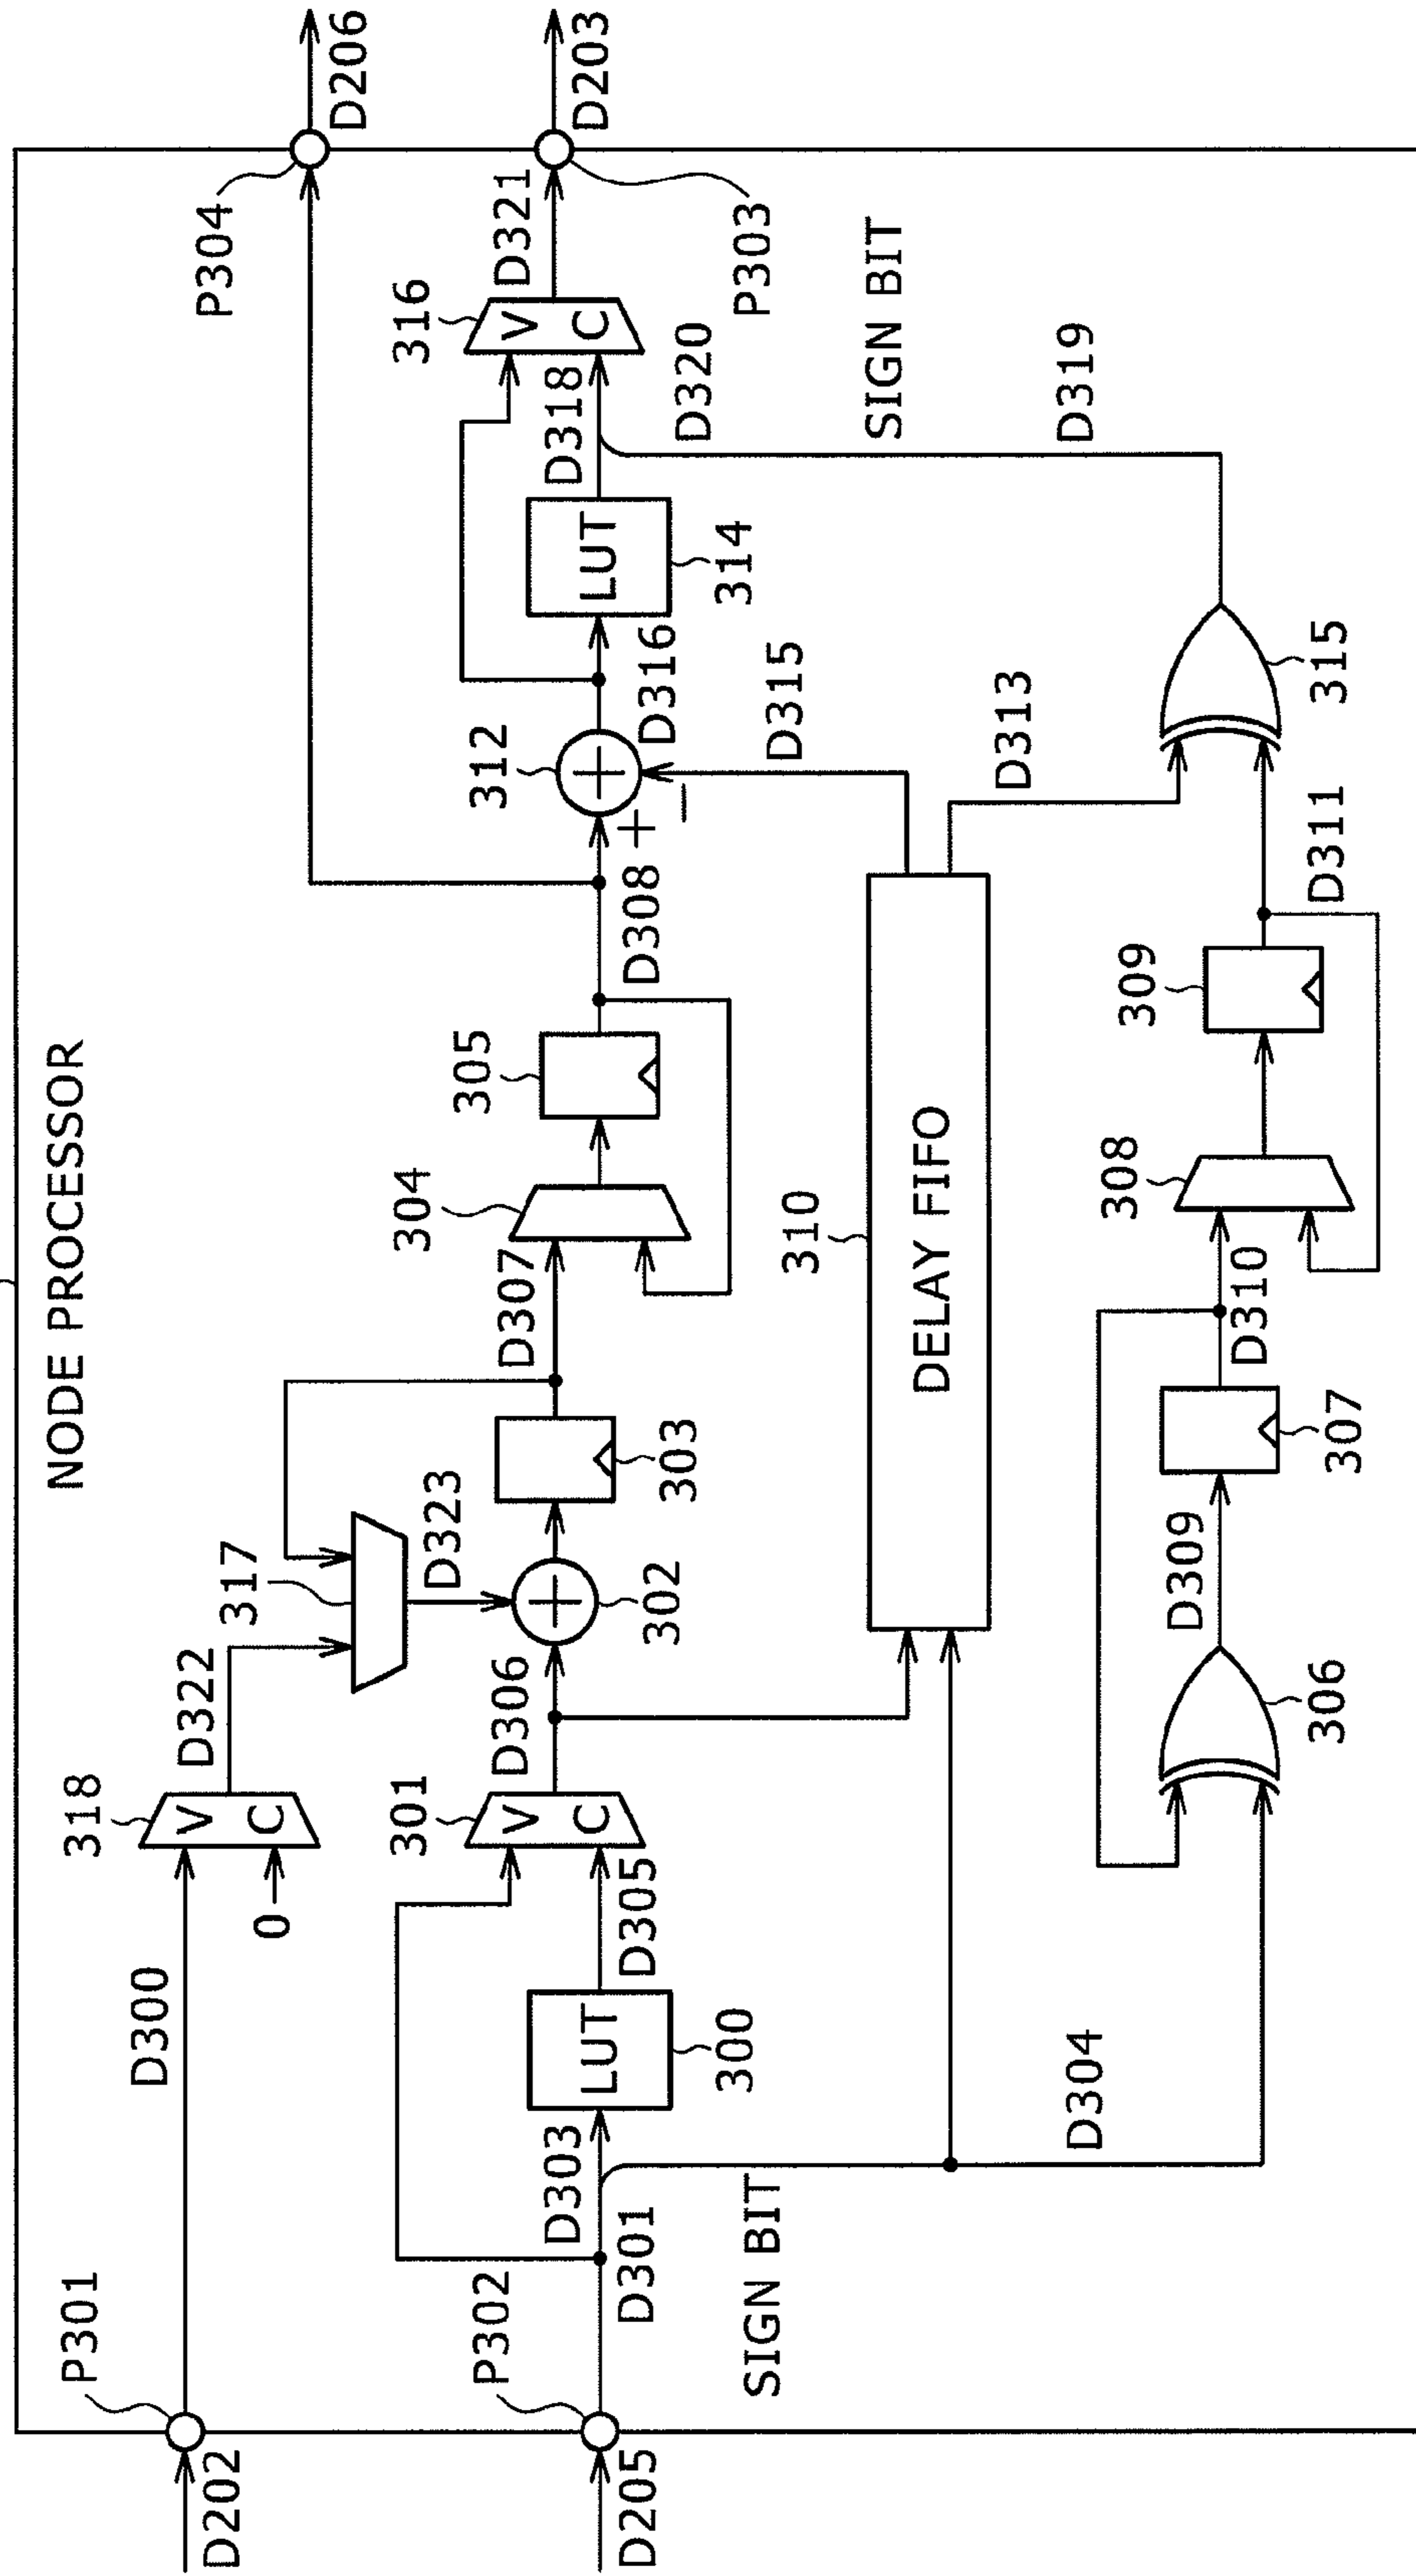 NODE PROCESSOR
P301
P304
D202
D300
318
V
C
0
D322
317
D323
D206
D205
P302
D301
D303
LUT
300
D305
301
V
C
D306
302
303
D307
304
305
D308
+
−
312
D316
LUT
314
D318
316
V
C
D321
D203
P303
D320
SIGN BIT
D319
SIGN BIT
D304
310
DELAY FIFO
D315
D313
306
D309
307
D310
308
309
D311
315